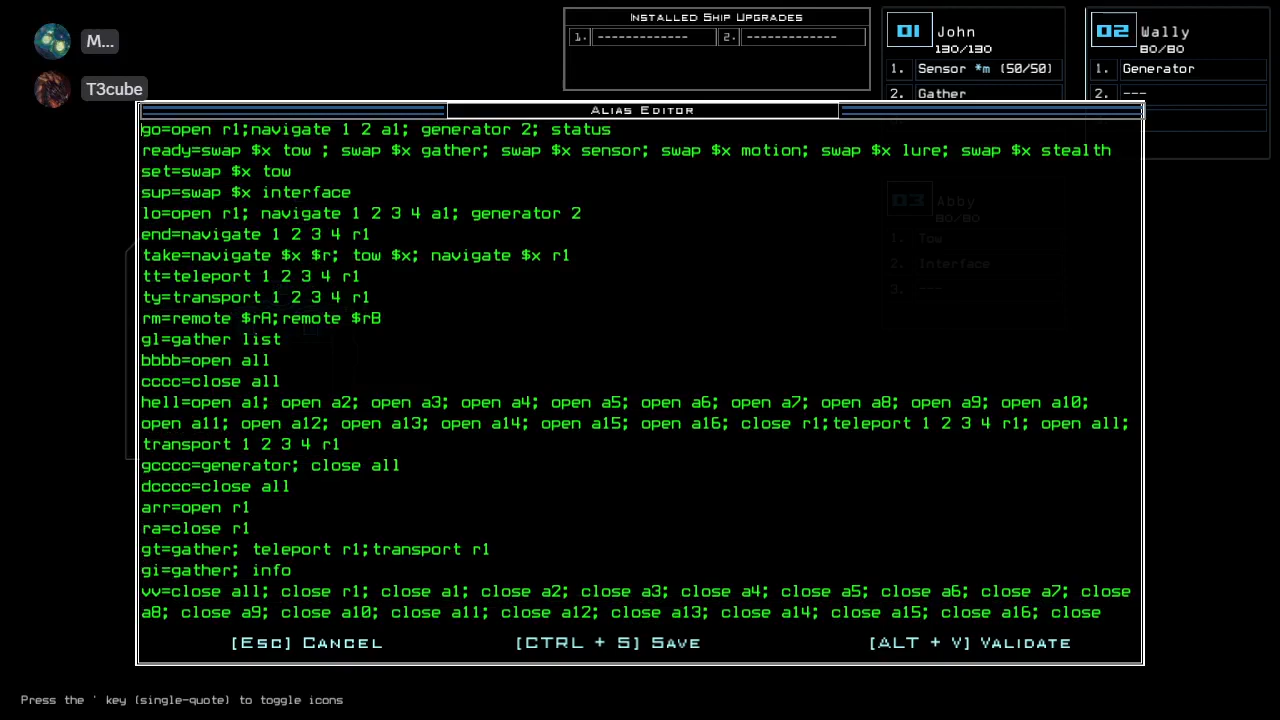 M...
T3cube
Installed Ship Upgrades
1. ------------- 2. -------------
01 John
130/130
1. Sensor *m (50/50)
2. Gather
02 Wally
80/80
1. Generator
2. ---
03 Abby
80/80
1. Tow
2. Interface
3. ---
Alias Editor
go=open r1;navigate 1 2 a1; generator 2; status
ready=swap $x tow ; swap $x gather; swap $x sensor; swap $x motion; swap $x lure; swap $x stealth
set=swap $x tow
sup=swap $x interface
lo=open r1; navigate 1 2 3 4 a1; generator 2
end=navigate 1 2 3 4 r1
take=navigate $x $r; tow $x; navigate $x r1
tt=teleport 1 2 3 4 r1
ty=transport 1 2 3 4 r1
rm=remote $rA;remote $rB
gl=gather list
bbbb=open all
cccc=close all
hell=open a1; open a2; open a3; open a4; open a5; open a6; open a7; open a8; open a9; open a10;
open a11; open a12; open a13; open a14; open a15; open a16; close r1;teleport 1 2 3 4 r1; open all;
transport 1 2 3 4 r1
gcccc=generator; close all
dcccc=close all
arr=open r1
ra=close r1
gt=gather; teleport r1;transport r1
gi=gather; info
vv=close all; close r1; close a1; close a2; close a3; close a4; close a5; close a6; close a7; close
a8; close a9; close a10; close a11; close a12; close a13; close a14; close a15; close a16; close
[Esc] Cancel [CTRL + S] Save [ALT + V] Validate
Press the ' key (single-quote) to toggle icons